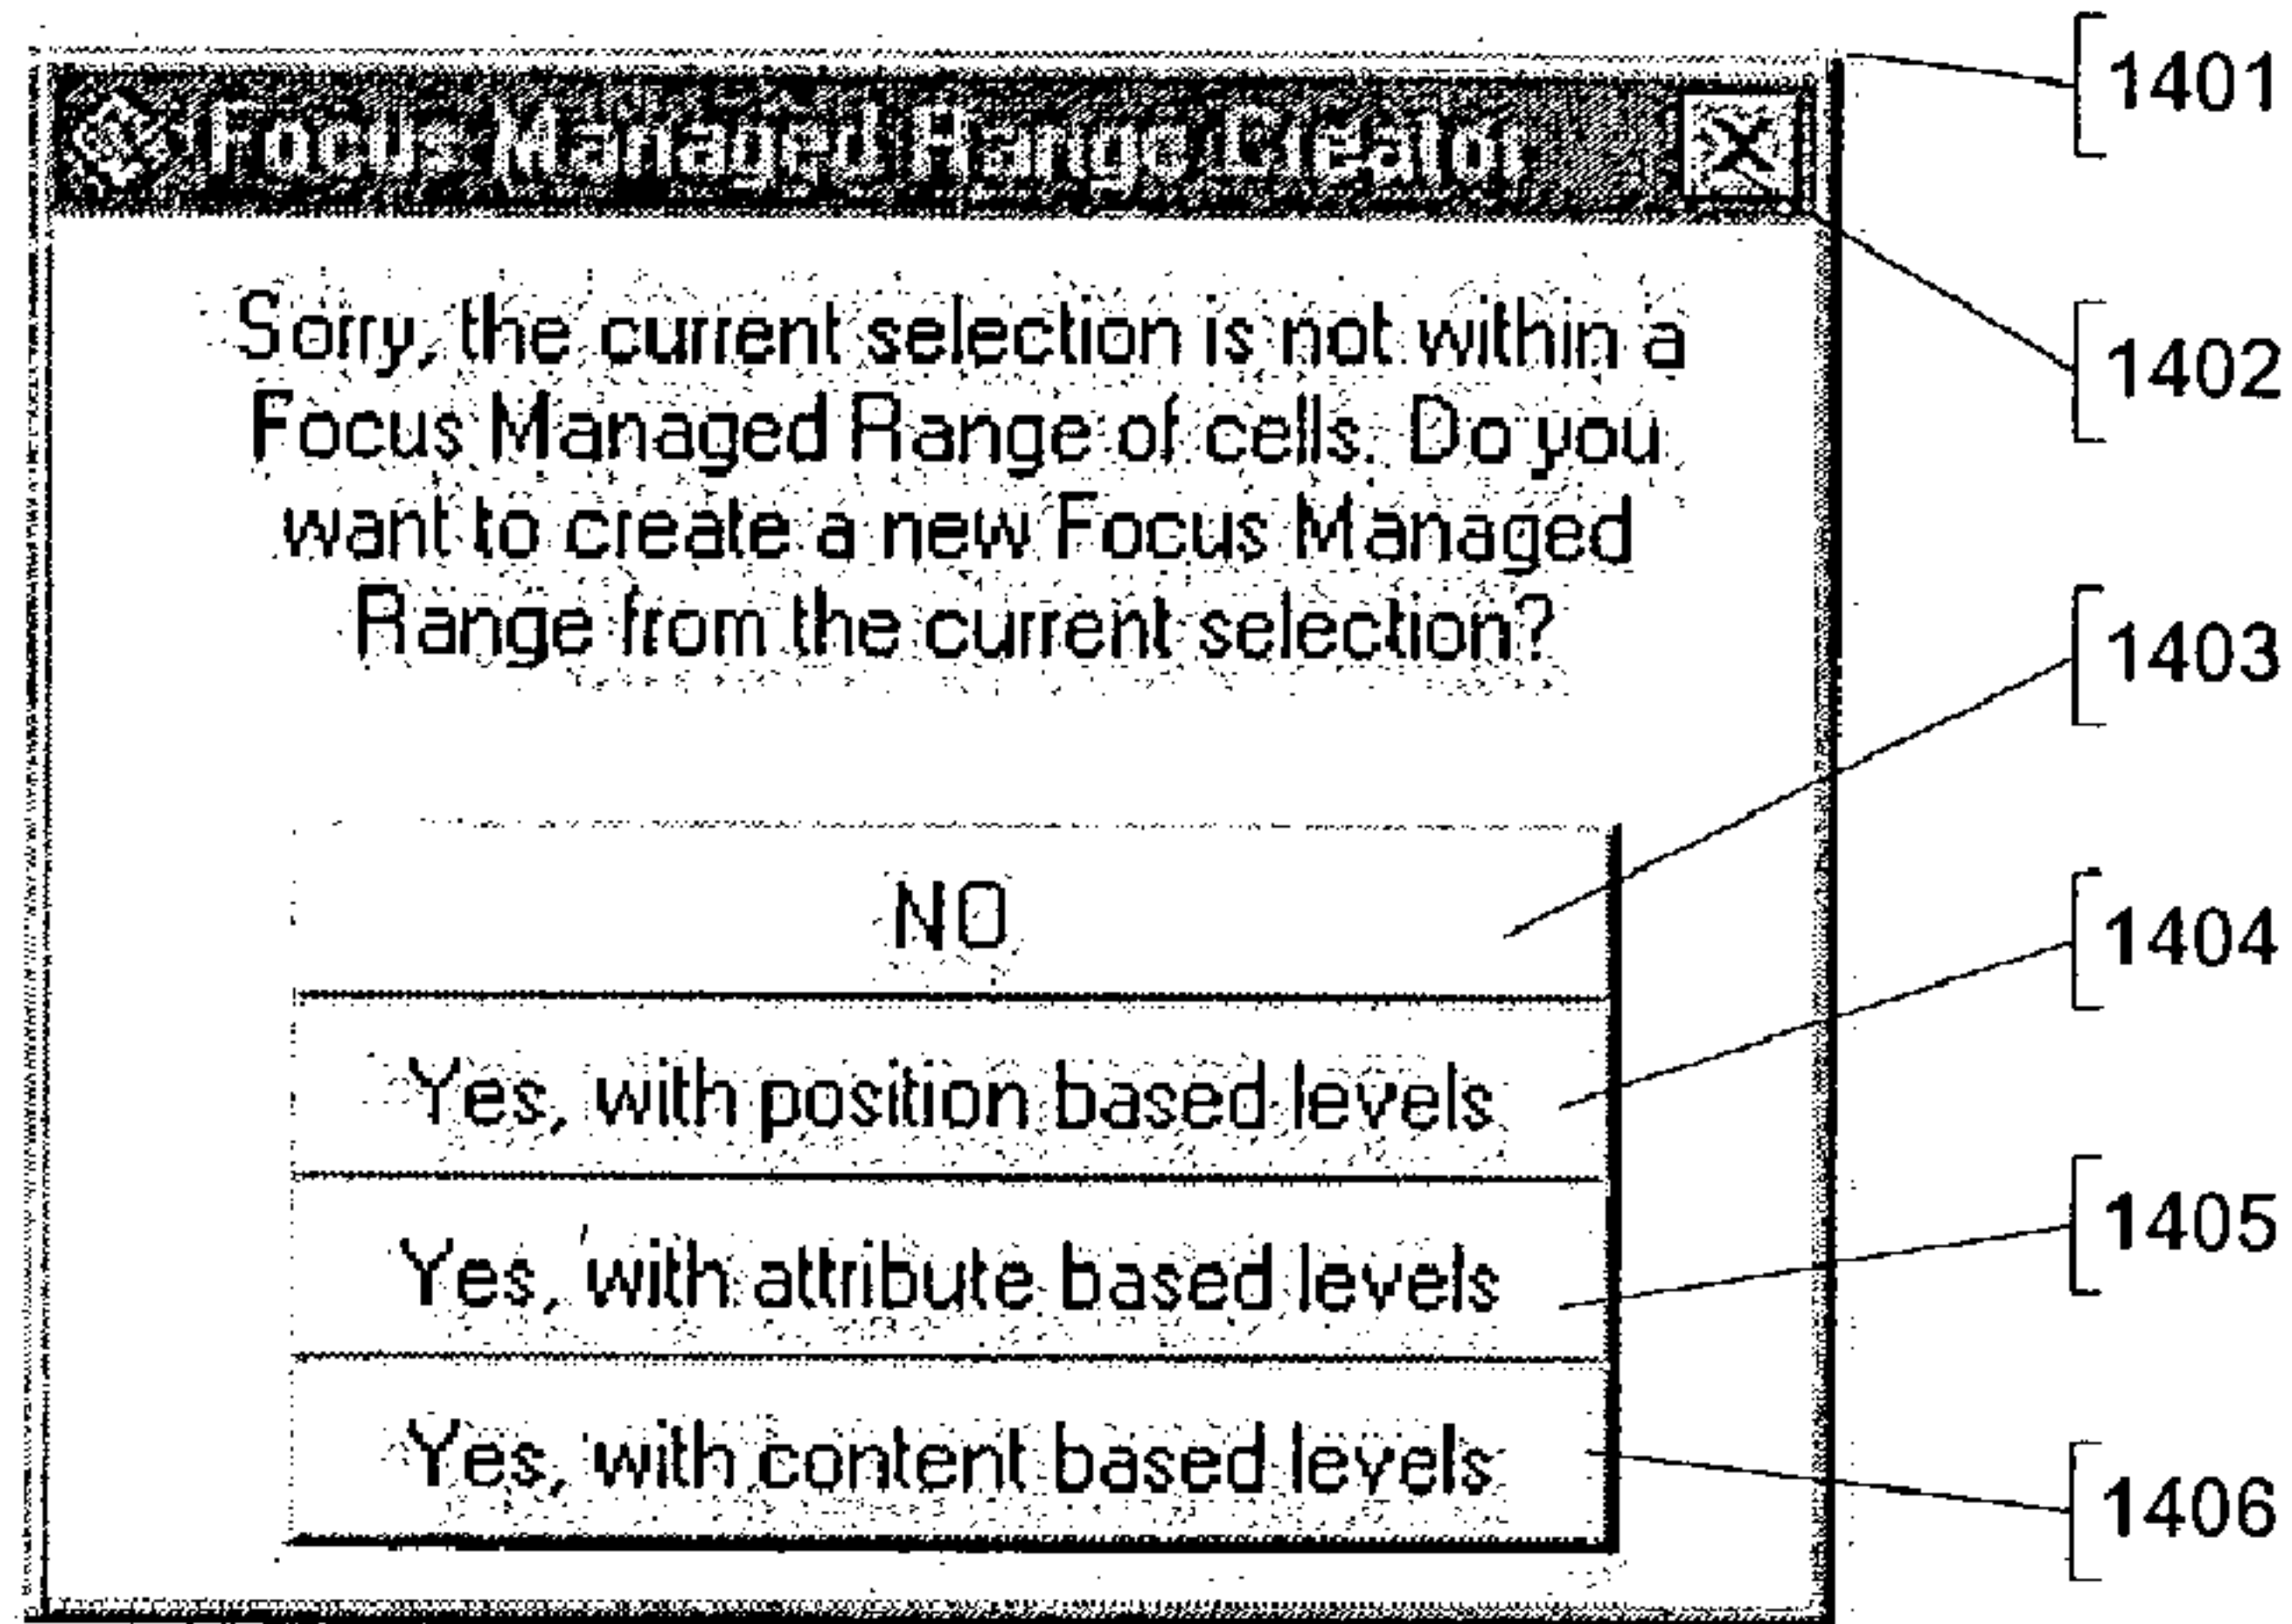 Focus Managed Range Creator
Sorry, the current selection is not within a
Focus Managed Range of cells. Do you
want to create a new Focus Managed
Range from the current selection?
NO
Yes, with position based levels
Yes, with attribute based levels
Yes, with content based levels
1401
1402
1403
1404
1405
1406